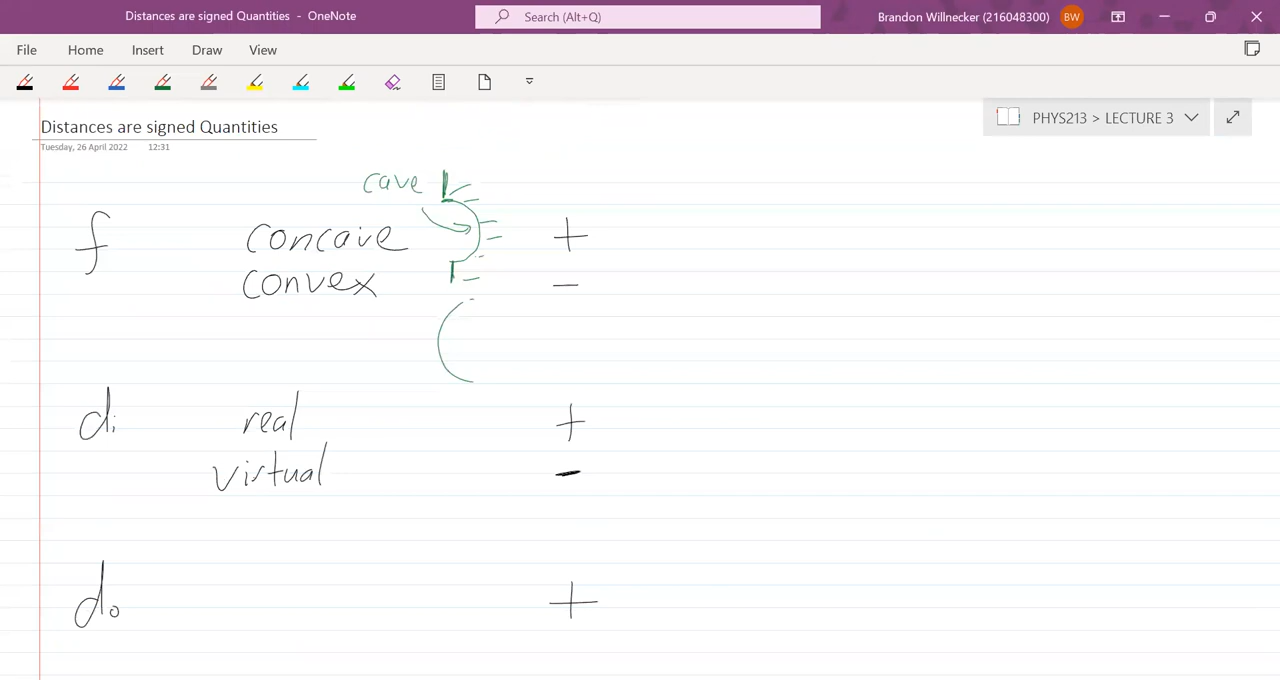 Distances are signed Quantities - OneNote
Search (Alt+Q)
Brandon Willnecker (216048300) BW
File Home Insert Draw View
PHYS213 > LECTURE 3
Distances are signed Quantities
Tuesday, 26 April 2022 12:31
cave
f concave +
convex -
di real +
virtual -
do +